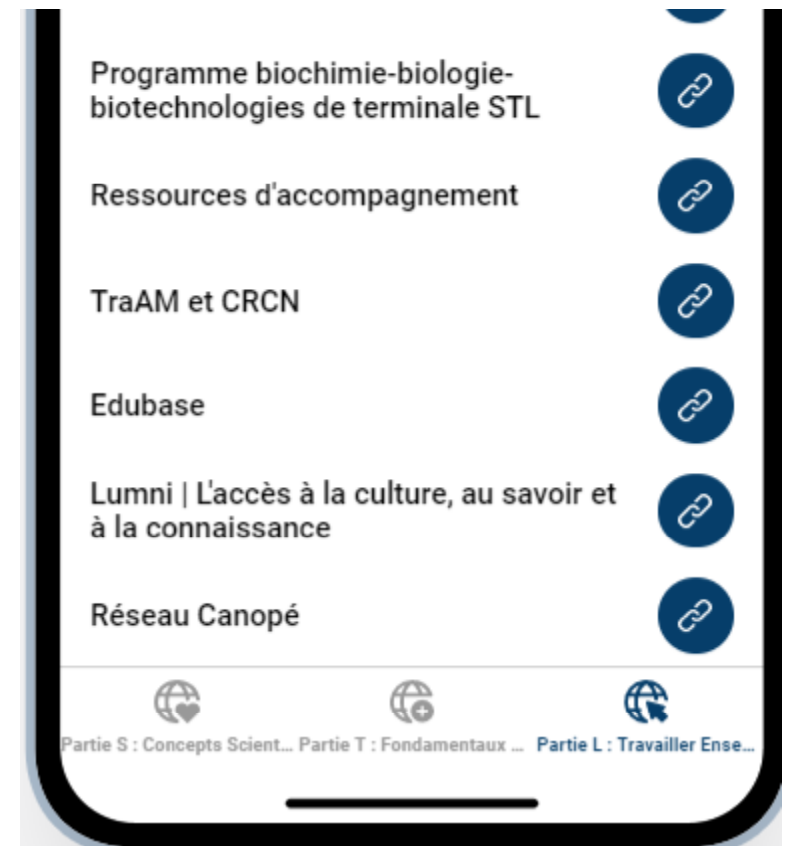 Programme biochimie-biologie-
biotechnologies de terminale STL
Ressources d'accompagnement
TraAM et CRCN
Edubase
Lumni | L'accès à la culture, au savoir et
à la connaissance
Réseau Canopé
Partie S : Concepts Scient... Partie T : Fondamentaux ... Partie L : Travailler Ense...